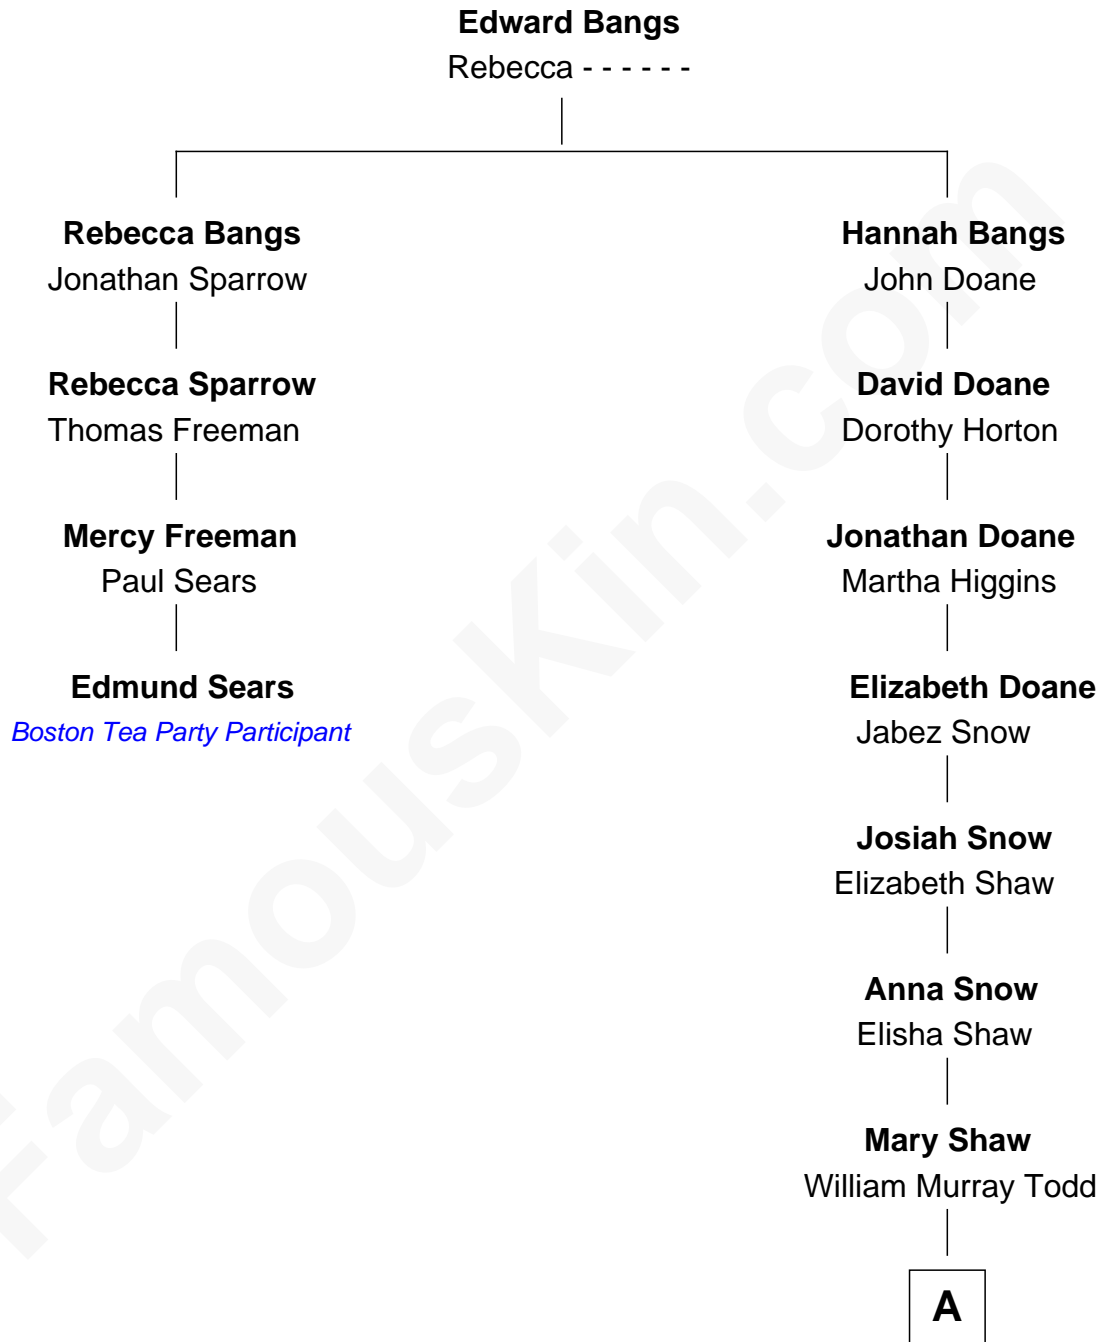 Edward Bangs
Rebecca - - - - - -
Rebecca Bangs
Jonathan Sparrow
Hannah Bangs
John Doane
Rebecca Sparrow
Thomas Freeman
David Doane
Dorothy Horton
Mercy Freeman
Paul Sears
Jonathan Doane
Martha Higgins
Edmund Sears
Boston Tea Party Participant
Elizabeth Doane
Jabez Snow
Josiah Snow
Elizabeth Shaw
Anna Snow
Elisha Shaw
Mary Shaw
William Murray Todd
A
FamousKin.com